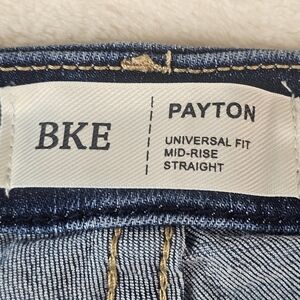 BKE
PAYTON
UNIVERSAL FIT
MID-RISE
STRAIGHT